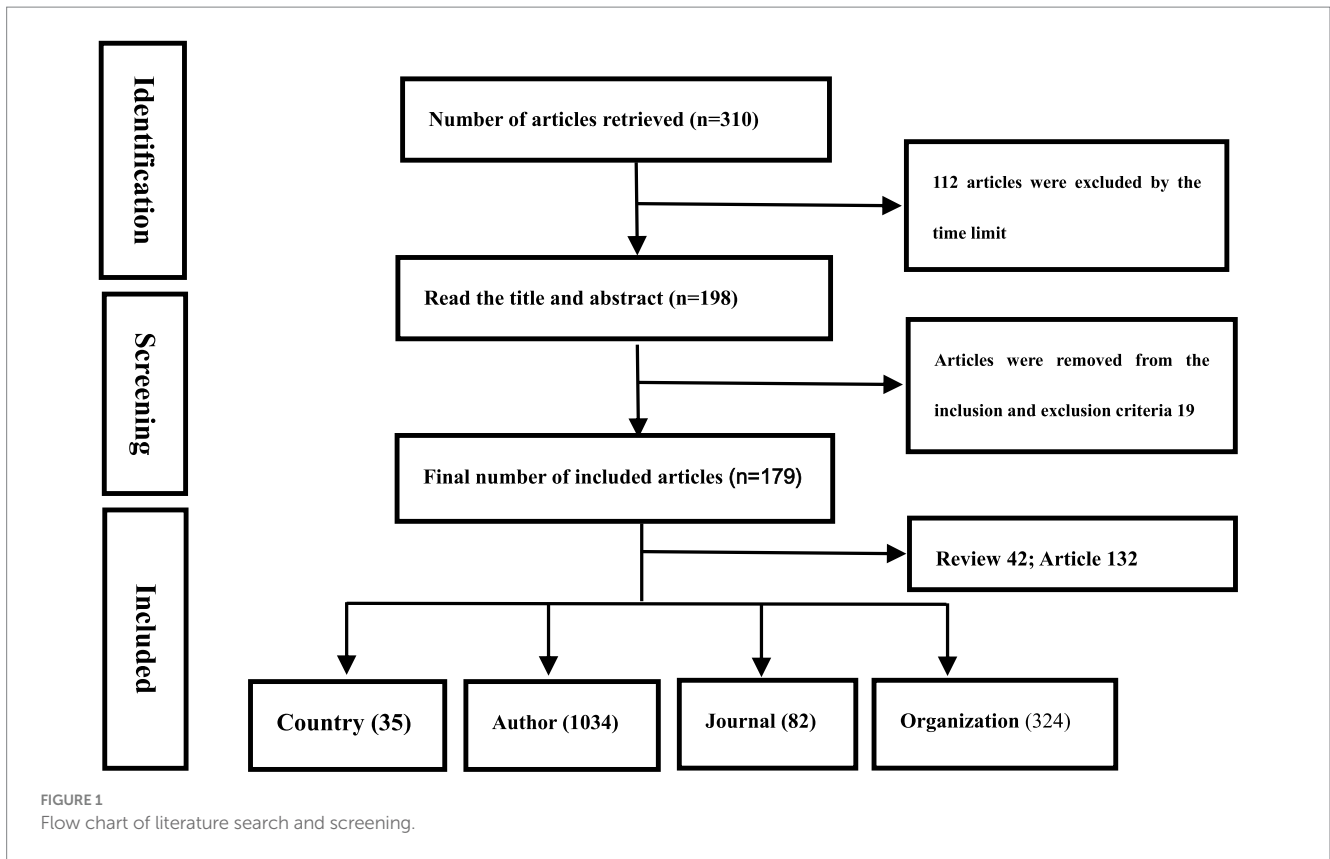 Identification
Number of articles retrieved (n=310)
112 articles were excluded by the
time limit
Read the title and abstract (n=198)
Screening
Articles were removed from the
inclusion and exclusion criteria 19
Final number of included articles (n=179)
Included
Review 42; Article 132
Country (35)
Author (1034)
Journal (82)
Organization (324)
FIGURE 1
Flow chart of literature search and screening.